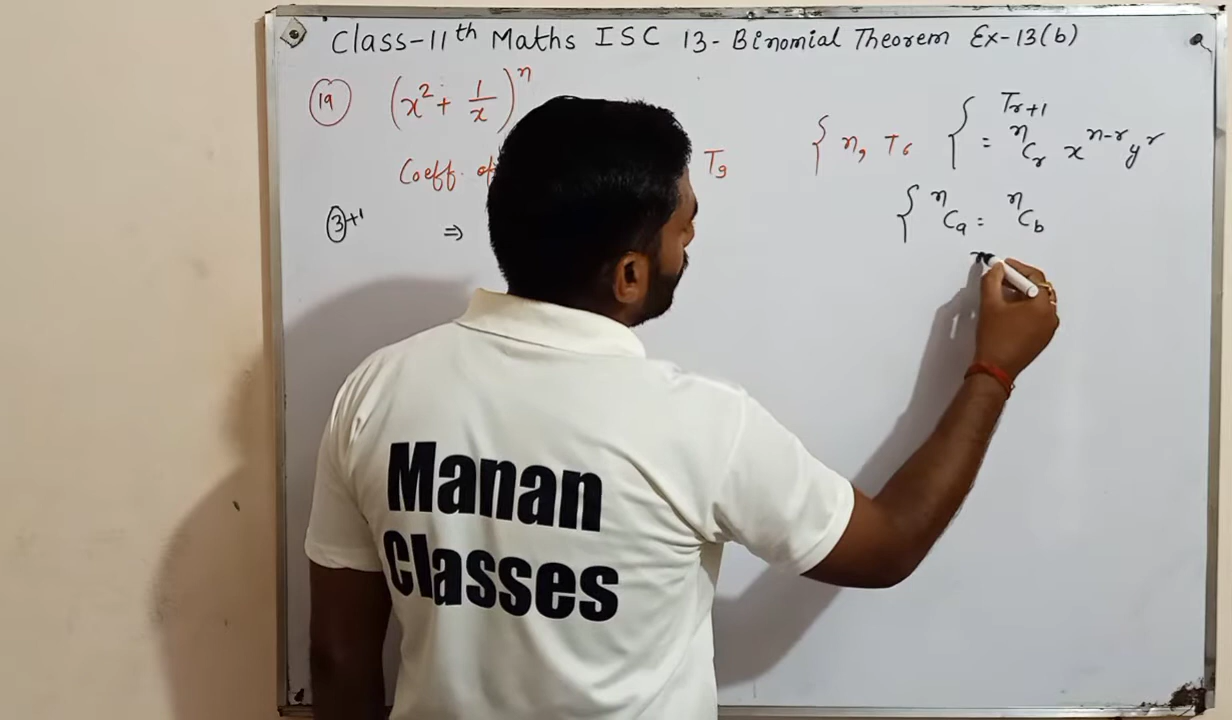 Class-11th Maths ISC 13- Binomial Theorem Ex-13(b)
19 (x² + 1/x)ⁿ
Coeff. of T₉ { n, T₆ { Tᵣ₊₁
= ⁿCᵣ xⁿ⁻ʳ yʳ
{ ⁿCₐ = ⁿC_b
3+1 ⇒
n
Manan
Classes